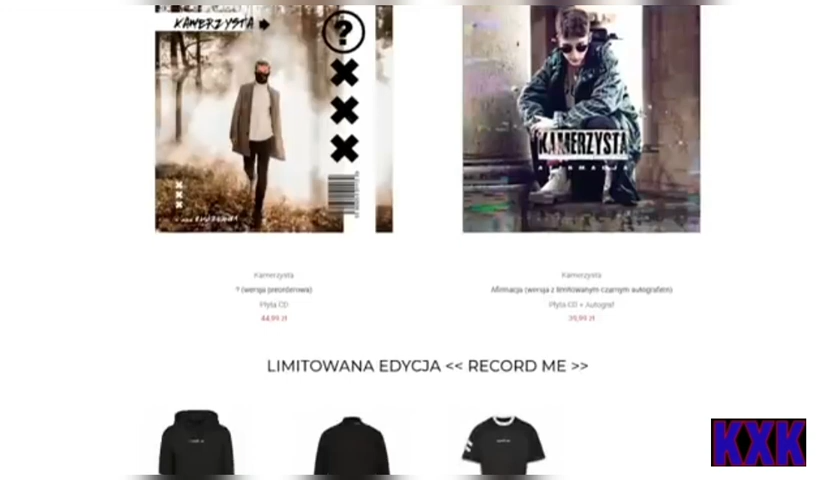 KAMERZYSTA
?
KAMERZYSTA
AFIRMACJA
Kamerzysta
? (wersja preorderowa)
Płyta CD
44,99 zł
Kamerzysta
Afirmacja (wersja z limitowanym czarnym autografem)
Płyta CD + Autograf
39,99 zł
LIMITOWANA EDYCJA << RECORD ME >>
KXK